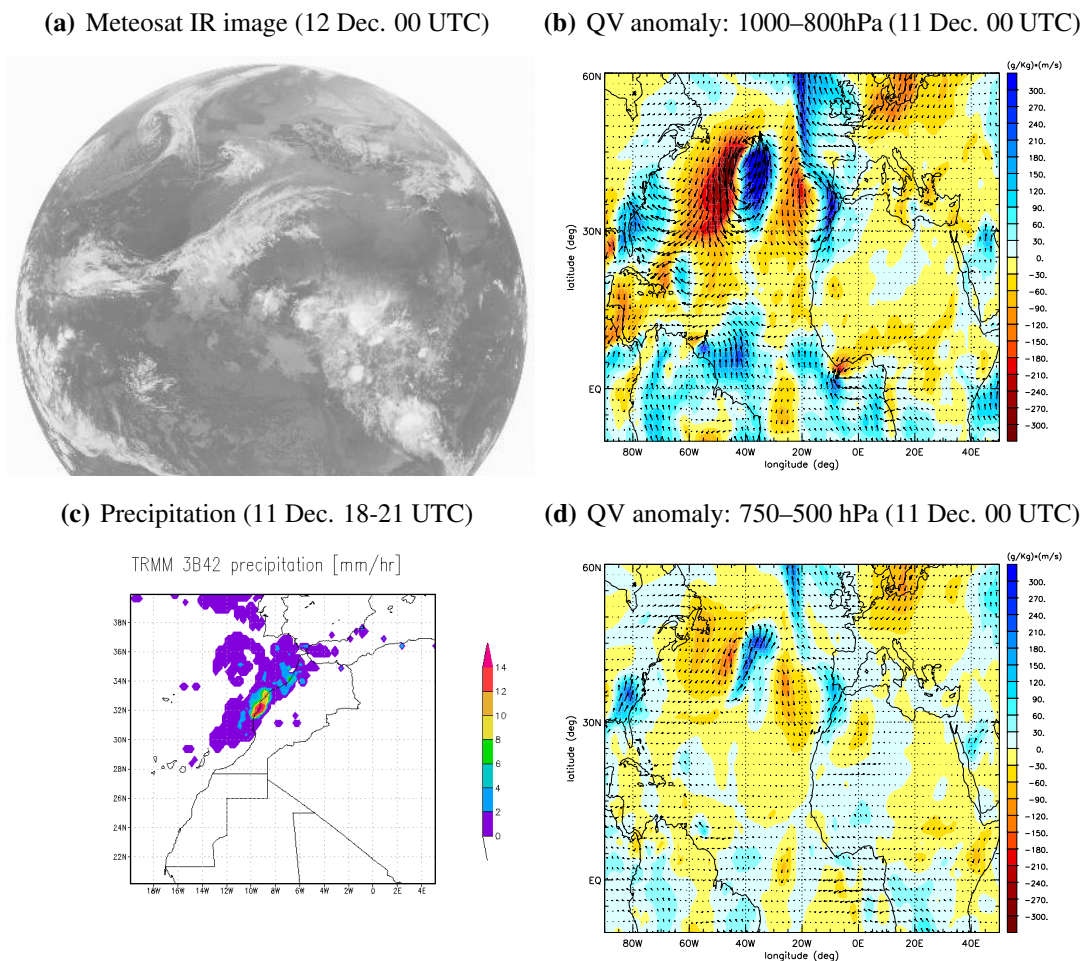 (a) Meteosat IR image (12 Dec. 00 UTC)
(b) QV anomaly: 1000–800hPa (11 Dec. 00 UTC)
(g/Kg)*(m/s)
60N
30N
EQ
latitude (deg)
80W 60W 40W 20W 0E 20E 40E
longitude (deg)
300.
270.
240.
210.
180.
150.
120.
90.
60.
30.
0.
-30.
-60.
-90.
-120.
-150.
-180.
-210.
-240.
-270.
-300.
(c) Precipitation (11 Dec. 18-21 UTC)
TRMM 3B42 precipitation [mm/hr]
38N
36N
34N
32N
30N
28N
26N
24N
22N
18W 16W 14W 12W 10W 8W 6W 4W 2W 0 2E 4E
14
12
10
8
6
4
2
0
(d) QV anomaly: 750–500 hPa (11 Dec. 00 UTC)
(g/Kg)*(m/s)
60N
30N
EQ
latitude (deg)
80W 60W 40W 20W 0E 20E 40E
longitude (deg)
300.
270.
240.
210.
180.
150.
120.
90.
60.
30.
0.
-30.
-60.
-90.
-120.
-150.
-180.
-210.
-240.
-270.
-300.